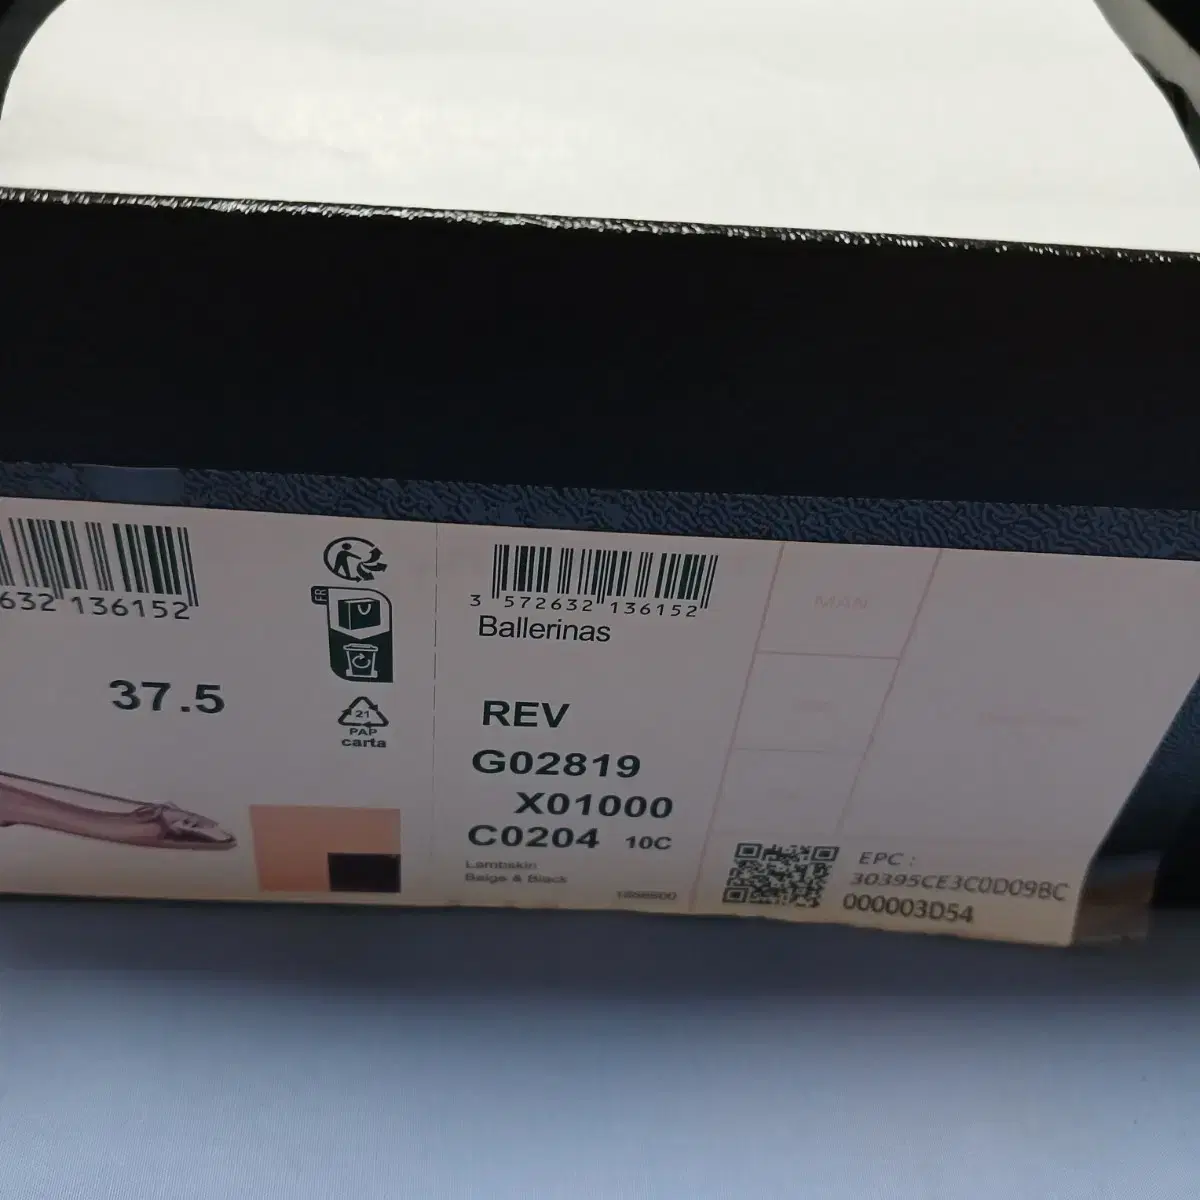 632 136152
37.5
FR
21
PAP
carta
3 572632 136152
Ballerinas
REV
G02819
X01000
C0204 10C
Lambskin
Beige & Black
MAN
EPC :
30395CE3C0D09BC
000003D54